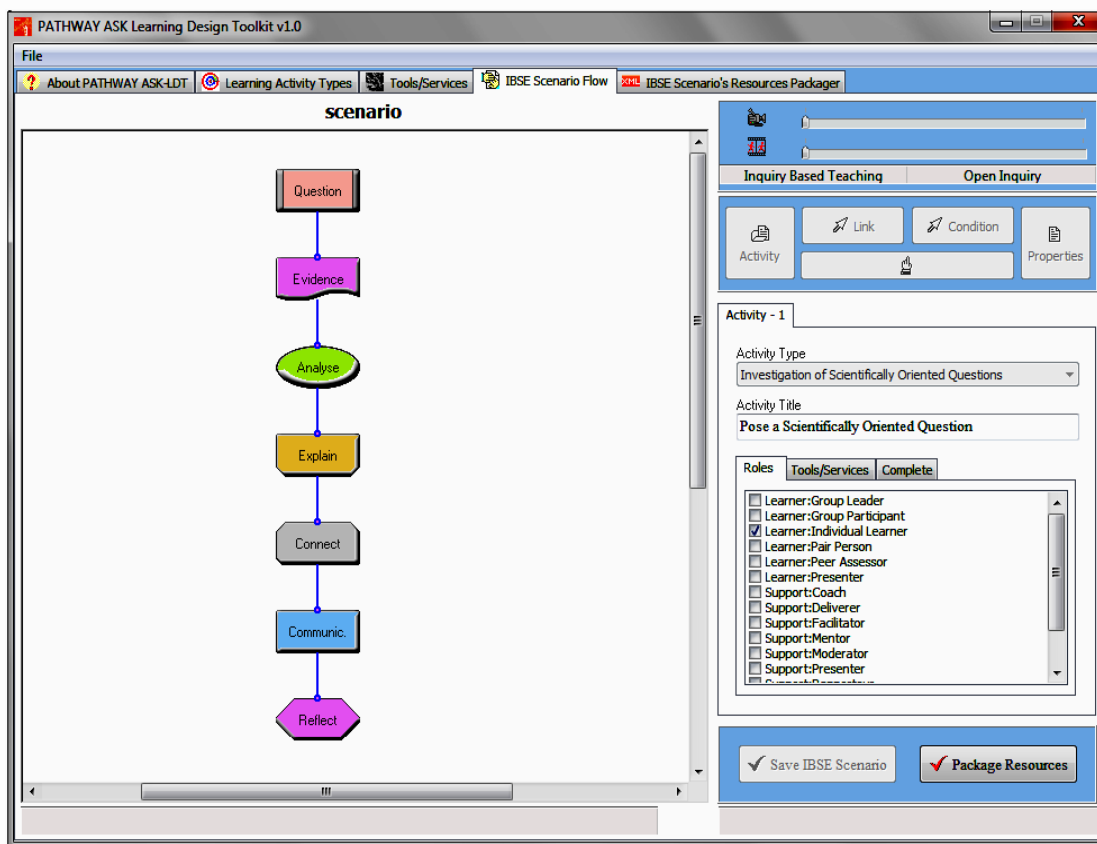 PATHWAY ASK Learning Design Toolkit v1.0
File
About PATHWAY ASK-LDT
Learning Activity Types
Tools/Services
IBSE Scenario Flow
XML
IBSE Scenario's Resources Packager
scenario
Question
Evidence
Analyse
Explain
Connect
Communic.
Reflect
Inquiry Based Teaching
Open Inquiry
Activity
Link
Condition
Properties
Activity - 1
Activity Type
Investigation of Scientifically Oriented Questions
Activity Title
Pose a Scientifically Oriented Question
Roles
Tools/Services
Complete
Learner:Group Leader
Learner:Group Participant
Learner:Individual Learner
Learner:Pair Person
Learner:Peer Assessor
Learner:Presenter
Support:Coach
Support:Deliverer
Support:Facilitator
Support:Mentor
Support:Moderator
Support:Presenter
Save IBSE Scenario
Package Resources